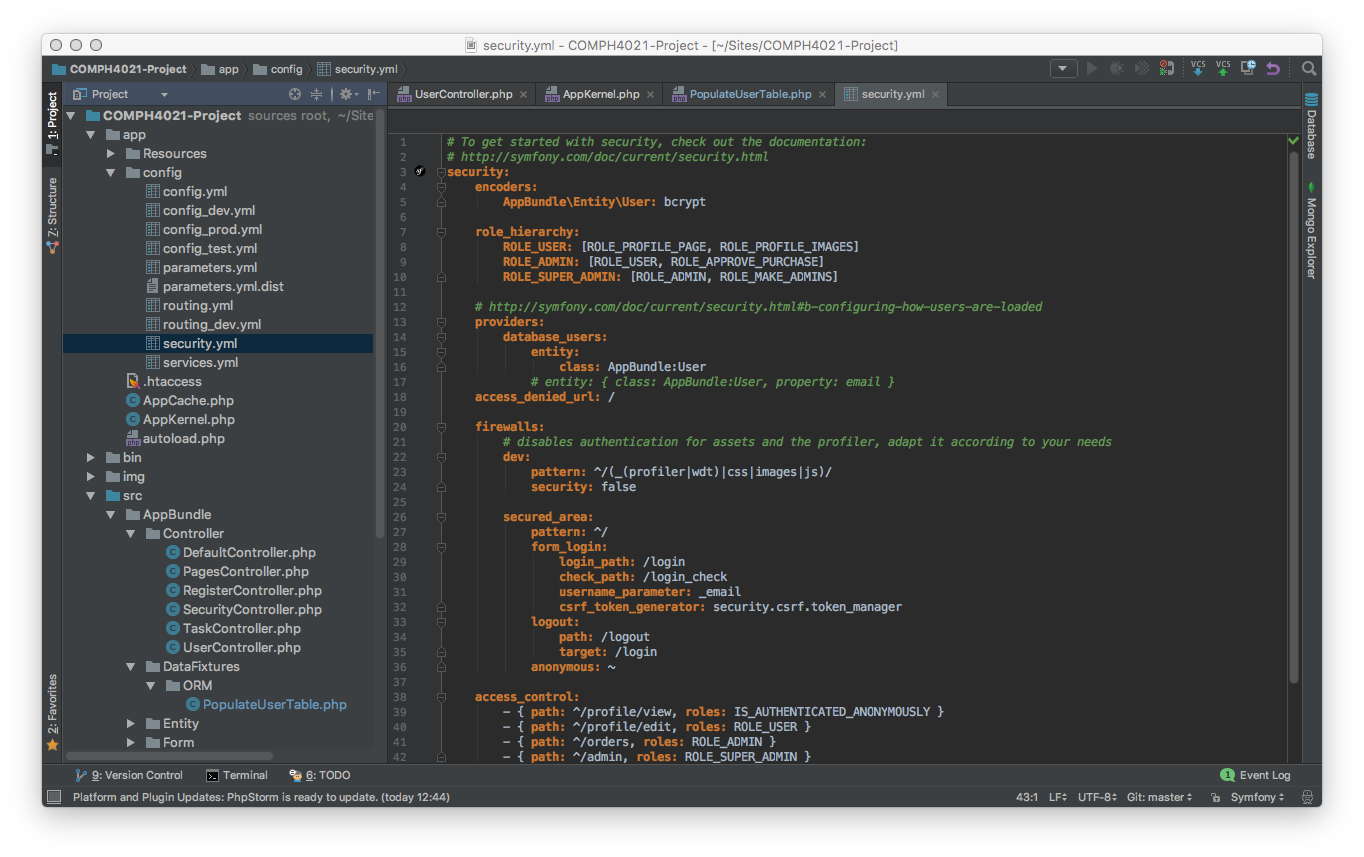 security.yml - COMPH4021-Project - [~/Sites/COMPH4021-Project]
COMPH4021-Project app config security.yml
VCS VCS
Project
UserController.php AppKernel.php PopulateUserTable.php security.yml
1: Project
Z: Structure
2: Favorites
COMPH4021-Project sources root, ~/Site
app
Resources
config
config.yml
config_dev.yml
config_prod.yml
config_test.yml
parameters.yml
parameters.yml.dist
routing.yml
routing_dev.yml
security.yml
services.yml
.htaccess
AppCache.php
AppKernel.php
autoload.php
bin
img
src
AppBundle
Controller
DefaultController.php
PagesController.php
RegisterController.php
SecurityController.php
TaskController.php
UserController.php
DataFixtures
ORM
PopulateUserTable.php
Entity
Form
1 # To get started with security, check out the documentation:
2 # http://symfony.com/doc/current/security.html
3 security:
4 encoders:
5 AppBundle\Entity\User: bcrypt
6
7 role_hierarchy:
8 ROLE_USER: [ROLE_PROFILE_PAGE, ROLE_PROFILE_IMAGES]
9 ROLE_ADMIN: [ROLE_USER, ROLE_APPROVE_PURCHASE]
10 ROLE_SUPER_ADMIN: [ROLE_ADMIN, ROLE_MAKE_ADMINS]
11
12 # http://symfony.com/doc/current/security.html#b-configuring-how-users-are-loaded
13 providers:
14 database_users:
15 entity:
16 class: AppBundle:User
17 # entity: { class: AppBundle:User, property: email }
18 access_denied_url: /
19
20 firewalls:
21 # disables authentication for assets and the profiler, adapt it according to your needs
22 dev:
23 pattern: ^/(_(profiler|wdt)|css|images|js)/
24 security: false
25
26 secured_area:
27 pattern: ^/
28 form_login:
29 login_path: /login
30 check_path: /login_check
31 username_parameter: _email
32 csrf_token_generator: security.csrf.token_manager
33 logout:
34 path: /logout
35 target: /login
36 anonymous: ~
37
38 access_control:
39 - { path: ^/profile/view, roles: IS_AUTHENTICATED_ANONYMOUSLY }
40 - { path: ^/profile/edit, roles: ROLE_USER }
41 - { path: ^/orders, roles: ROLE_ADMIN }
42 - { path: ^/admin, roles: ROLE_SUPER_ADMIN }
Database
Mongo Explorer
9: Version Control Terminal 6: TODO 1 Event Log
Platform and Plugin Updates: PhpStorm is ready to update. (today 12:44) 43:1 LF UTF-8 Git: master Symfony